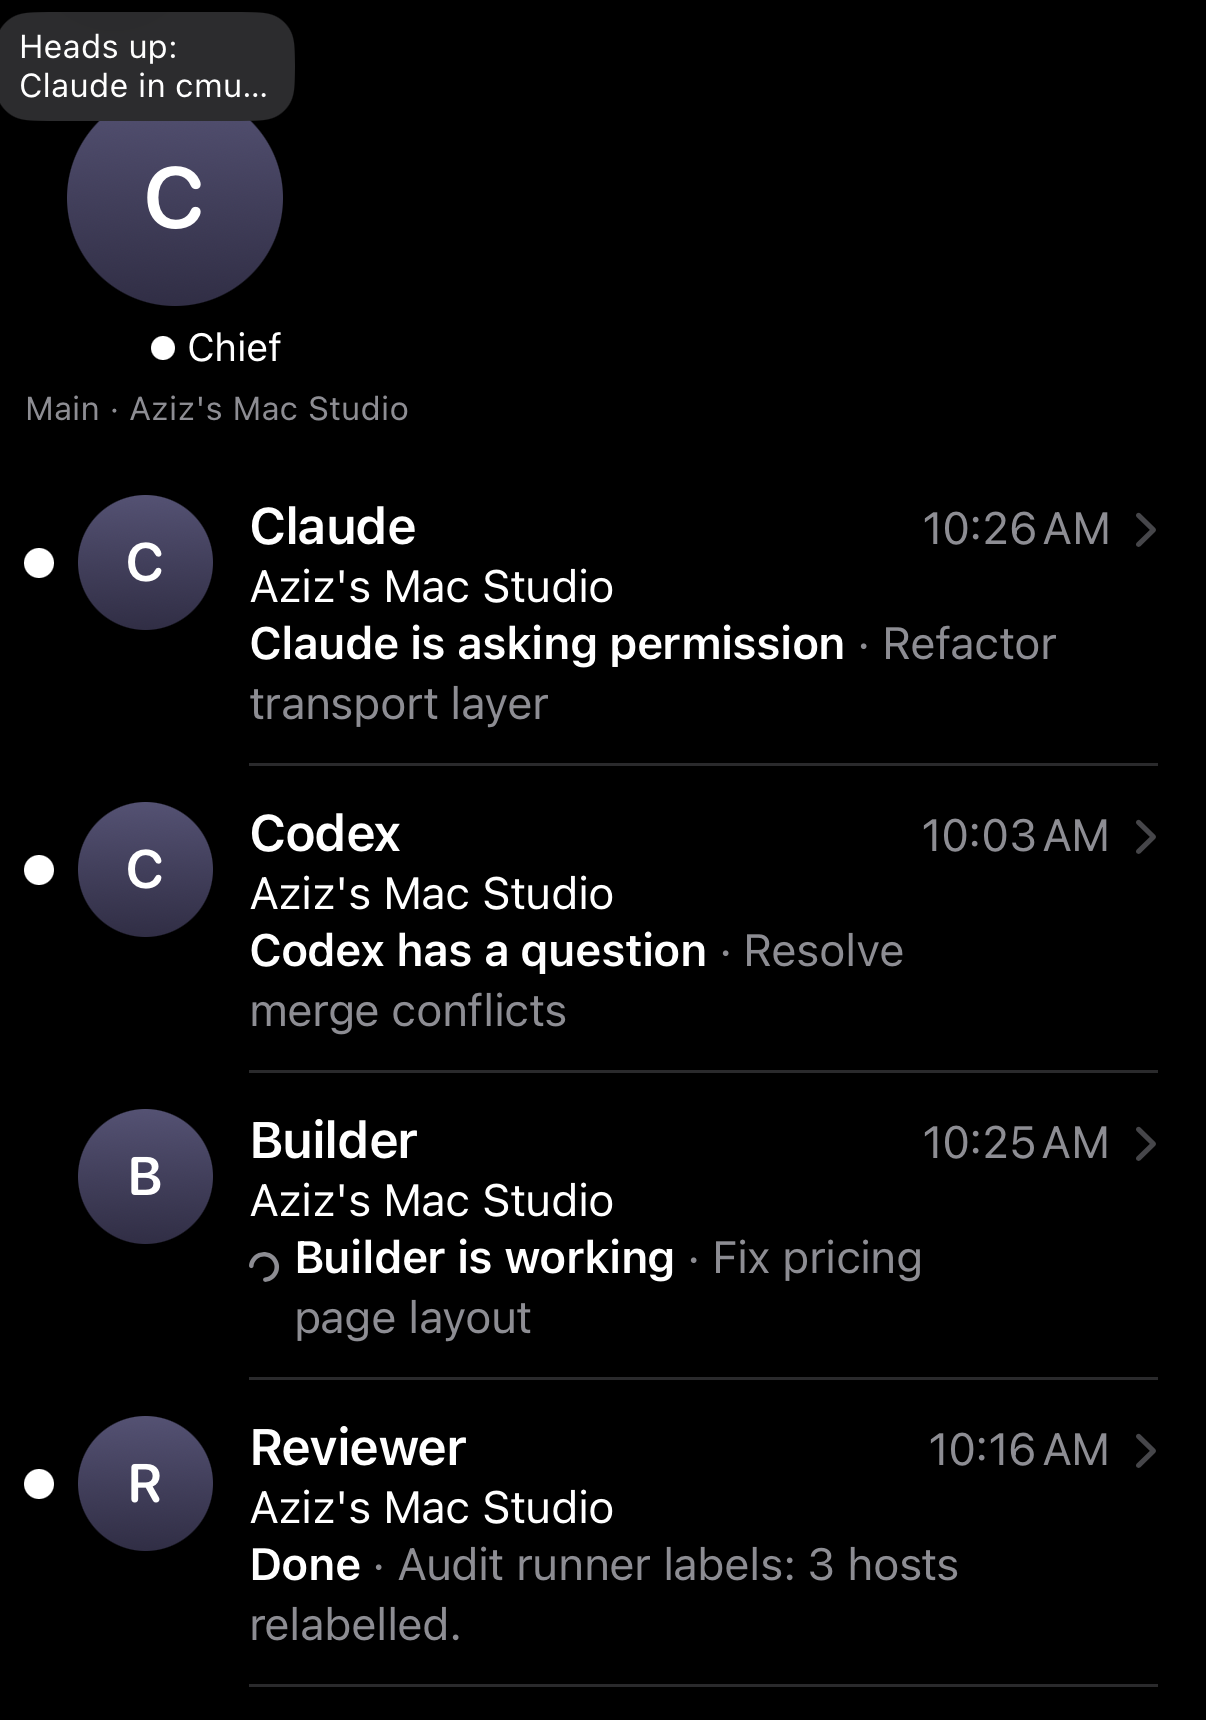 Heads up:
Claude in cmu...
C
Chief
Main · Aziz's Mac Studio
C
Claude
10:26 AM
Aziz's Mac Studio
Claude is asking permission · Refactor
transport layer
C
Codex
10:03 AM
Aziz's Mac Studio
Codex has a question · Resolve
merge conflicts
B
Builder
10:25 AM
Aziz's Mac Studio
Builder is working · Fix pricing
page layout
R
Reviewer
10:16 AM
Aziz's Mac Studio
Done · Audit runner labels: 3 hosts
relabelled.